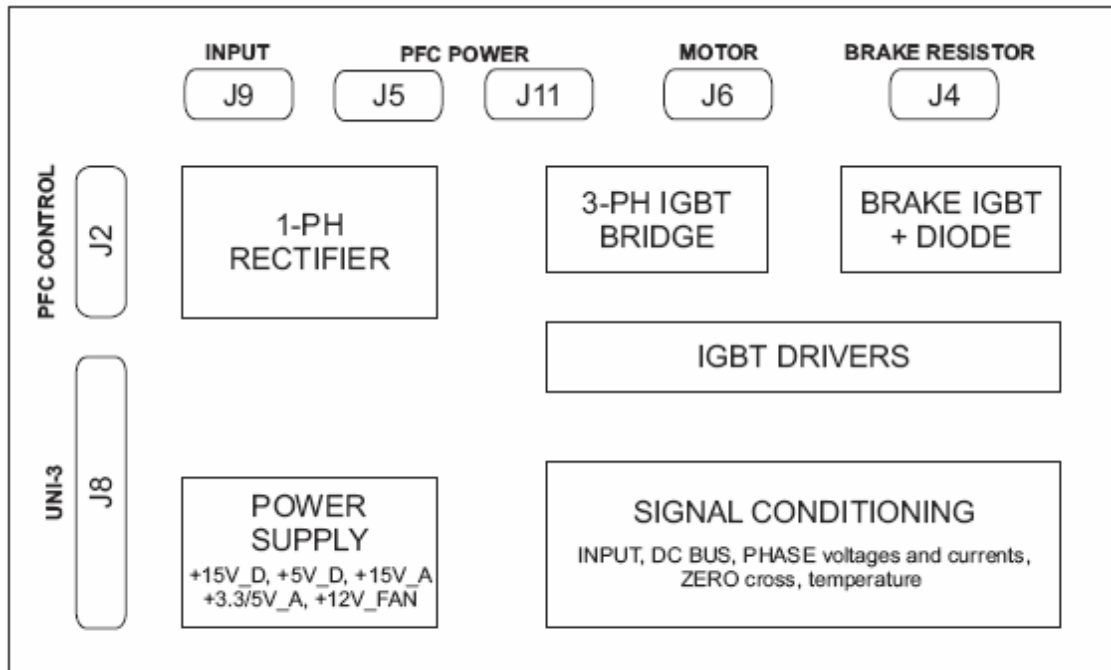 INPUT
PFC POWER
MOTOR
BRAKE RESISTOR
J9
J5
J11
J6
J4
PFC CONTROL
J2
1-PH
RECTIFIER
3-PH IGBT
BRIDGE
BRAKE IGBT
+ DIODE
IGBT DRIVERS
UNI-3
J8
POWER
SUPPLY
+15V_D, +5V_D, +15V_A
+3.3/5V_A, +12V_FAN
SIGNAL CONDITIONING
INPUT, DC BUS, PHASE voltages and currents,
ZERO cross, temperature